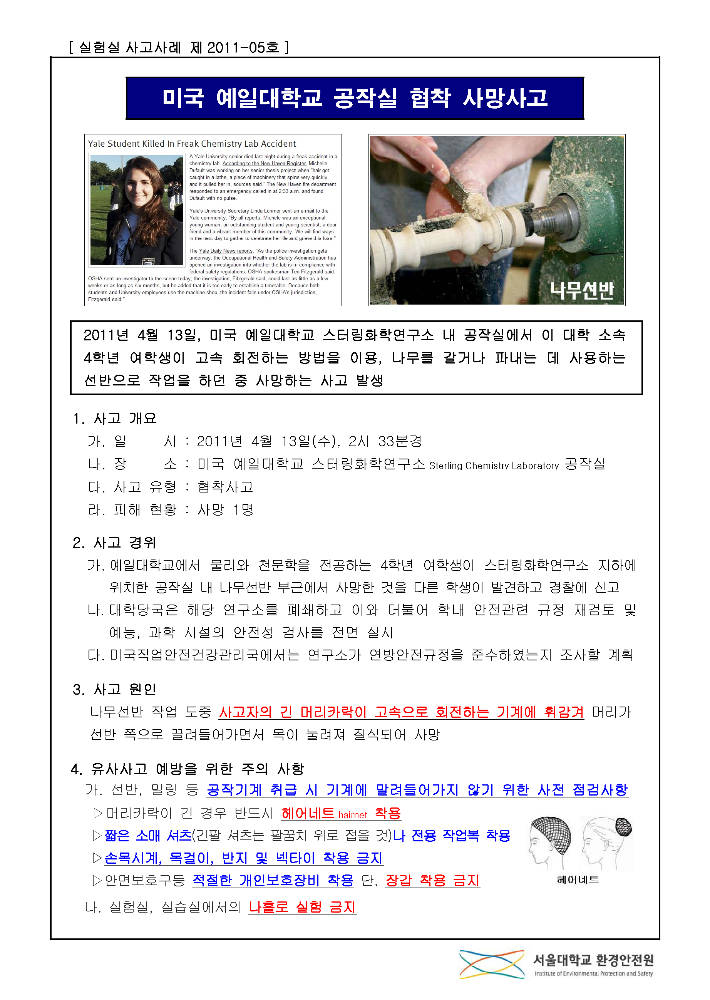 [ 실험실 사고사례 제 2011-05호 ]
미국 예일대학교 공작실 협착 사망사고
Yale Student Killed In Freak Chemistry Lab Accident
A Yale University senior died last night during a freak accident in a
chemistry lab. According to the New Haven Register, Michelle
Dufault was working on her senior thesis project when "hair got
caught in a lathe, a piece of machinery that spins very quickly,
and it pulled her in, sources said." The New Haven fire department
responded to an emergency called in at 2:33 a.m. and found
Dufault with no pulse.
Yale's University Secretary Linda Lorimer sent an e-mail to the
Yale community, "By all reports, Michele was an exceptional
young woman, an outstanding student and young scientist, a dear
friend and a vibrant member of this community. We will find ways
in the next day to gather to celebrate her life and grieve this loss."
The Yale Daily News reports, "As the police investigation gets
underway, the Occupational Health and Safety Administration has
opened an investigation into whether the lab is in compliance with
federal safety regulations, OSHA spokesman Ted Fitzgerald said.
OSHA sent an investigator to the scene today; the investigation, Fitzgerald said, could last as little as a few
weeks or as long as six months, but he added that it is too early to establish a timetable. Because both
students and University employees use the machine shop, the incident falls under OSHA's jurisdiction,
Fitzgerald said."
나무선반
2011년 4월 13일, 미국 예일대학교 스터링화학연구소 내 공작실에서 이 대학 소속
4학년 여학생이 고속 회전하는 방법을 이용, 나무를 갈거나 파내는 데 사용하는
선반으로 작업을 하던 중 사망하는 사고 발생
1. 사고 개요
가. 일 시 : 2011년 4월 13일(수), 2시 33분경
나. 장 소 : 미국 예일대학교 스터링화학연구소 Sterling Chemistry Laboratory 공작실
다. 사고 유형 : 협착사고
라. 피해 현황 : 사망 1명
2. 사고 경위
가. 예일대학교에서 물리와 천문학을 전공하는 4학년 여학생이 스터링화학연구소 지하에
위치한 공작실 내 나무선반 부근에서 사망한 것을 다른 학생이 발견하고 경찰에 신고
나. 대학당국은 해당 연구소를 폐쇄하고 이와 더불어 학내 안전관련 규정 재검토 및
예능, 과학 시설의 안전성 검사를 전면 실시
다. 미국직업안전건강관리국에서는 연구소가 연방안전규정을 준수하였는지 조사할 계획
3. 사고 원인
나무선반 작업 도중 사고자의 긴 머리카락이 고속으로 회전하는 기계에 휘감겨 머리가
선반 쪽으로 끌려들어가면서 목이 눌려져 질식되어 사망
4. 유사사고 예방을 위한 주의 사항
가. 선반, 밀링 등 공작기계 취급 시 기계에 말려들어가지 않기 위한 사전 점검사항
▷머리카락이 긴 경우 반드시 헤어네트 hairnet 착용
▷짧은 소매 셔츠(긴팔 셔츠는 팔꿈치 위로 접을 것)나 전용 작업복 착용
▷손목시계, 목걸이, 반지 및 넥타이 착용 금지
▷안면보호구등 적절한 개인보호장비 착용 단, 장갑 착용 금지
헤어네트
나. 실험실, 실습실에서의 나홀로 실험 금지
서울대학교 환경안전원
Institute of Environmental Protection and Safety